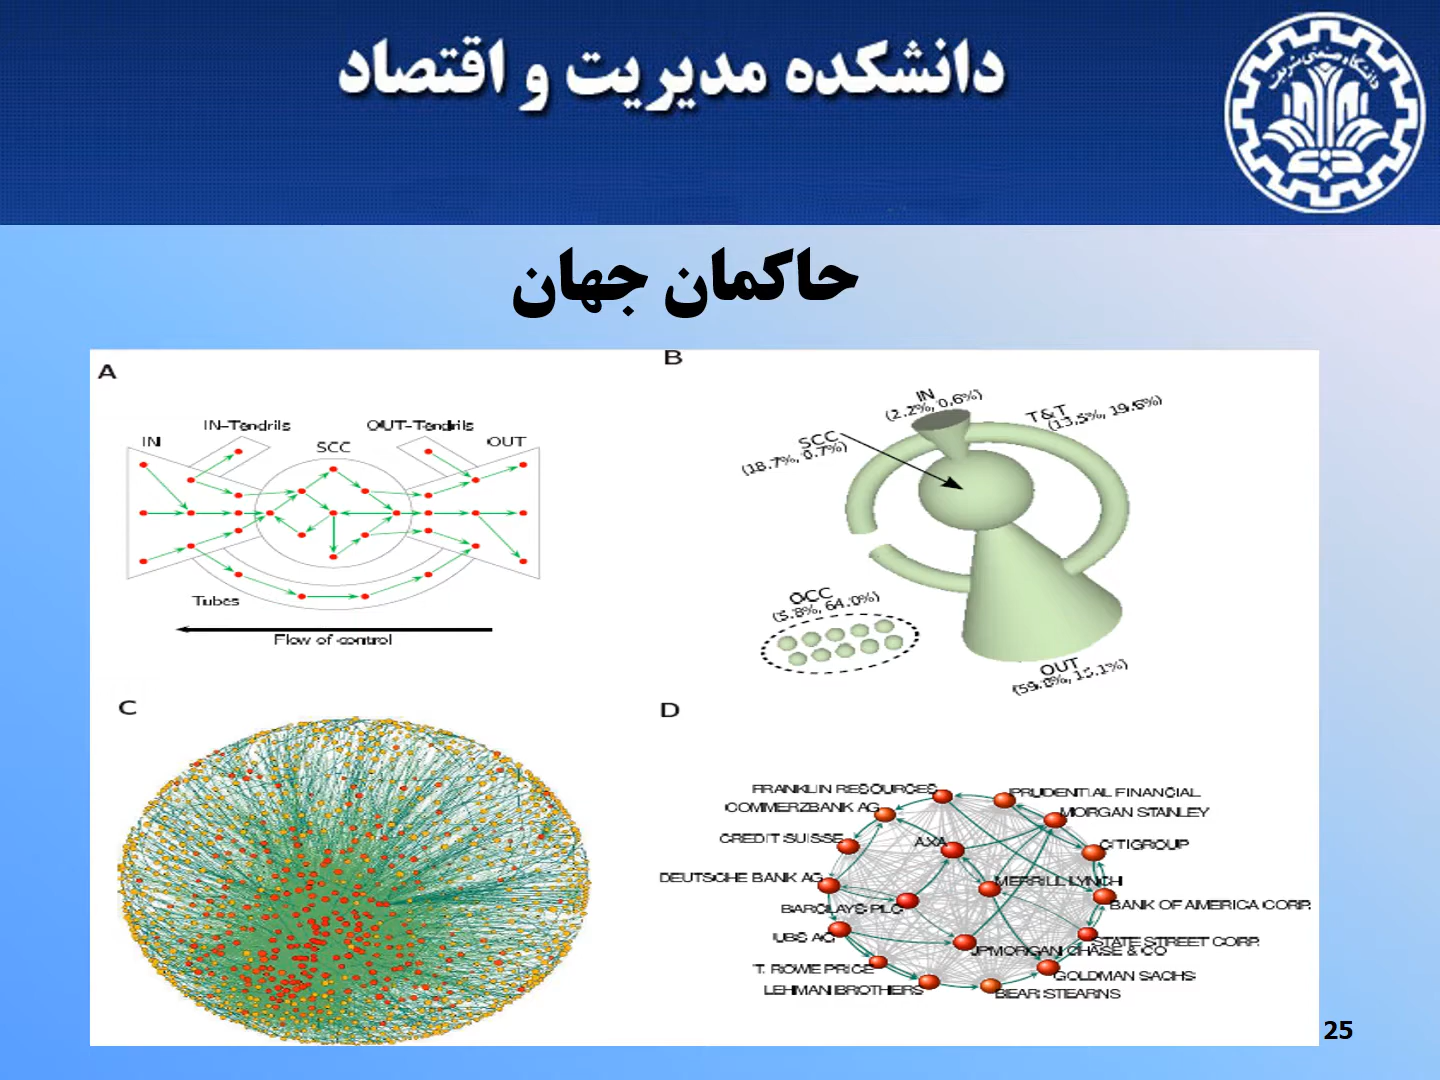 دانشکده مدیریت و اقتصاد
دانشگاه صنعتی شریف
حاکمان جهان
A
IN
IN-Tendrils
SCC
OUT-Tendrils
OUT
Tubes
Flow of control
B
IN
(2.2%, 0.6%)
T&T
(13.5%, 19.6%)
SCC
(18.7%, 0.7%)
OCC
(5.8%, 64.0%)
OUT
(59.8%, 15.1%)
C
D
FRANKLIN RESOURCES
PRUDENTIAL FINANCIAL
COMMERZBANK AG
MORGAN STANLEY
CREDIT SUISSE
AXA
CITIGROUP
DEUTSCHE BANK AG
MERRILL LYNCH
BARCLAYS PLC
BANK OF AMERICA CORP.
UBS AG
STATE STREET CORP.
JPMORGAN CHASE & CO
T. ROWE PRICE
GOLDMAN SACHS
LEHMAN BROTHERS
BEAR STEARNS
25